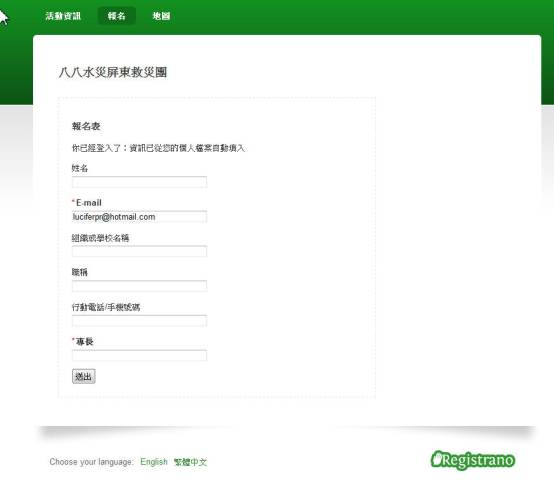 活動資訊 報名 地圖
八八水災屏東救災團
報名表
你已經登入了：資訊已從您的個人檔案自動填入
姓名
*E-mail
luciferpr@hotmail.com
組織或學校名稱
職稱
行動電話/手機號碼
*專長
送出
Choose your language: English 繁體中文
Registrano